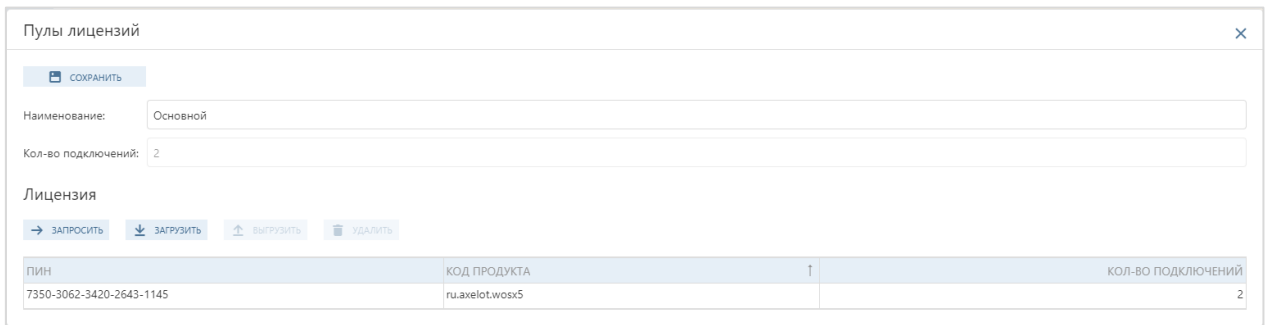 Пулы лицензий
СОХРАНИТЬ
Наименование: Основной
Кол-во подключений: 2
Лицензия
ЗАПРОСИТЬ ЗАГРУЗИТЬ ВЫГРУЗИТЬ УДАЛИТЬ
ПИН КОД ПРОДУКТА ↑ КОЛ-ВО ПОДКЛЮЧЕНИЙ
7350-3062-3420-2643-1145 ru.axelot.wosx5 2